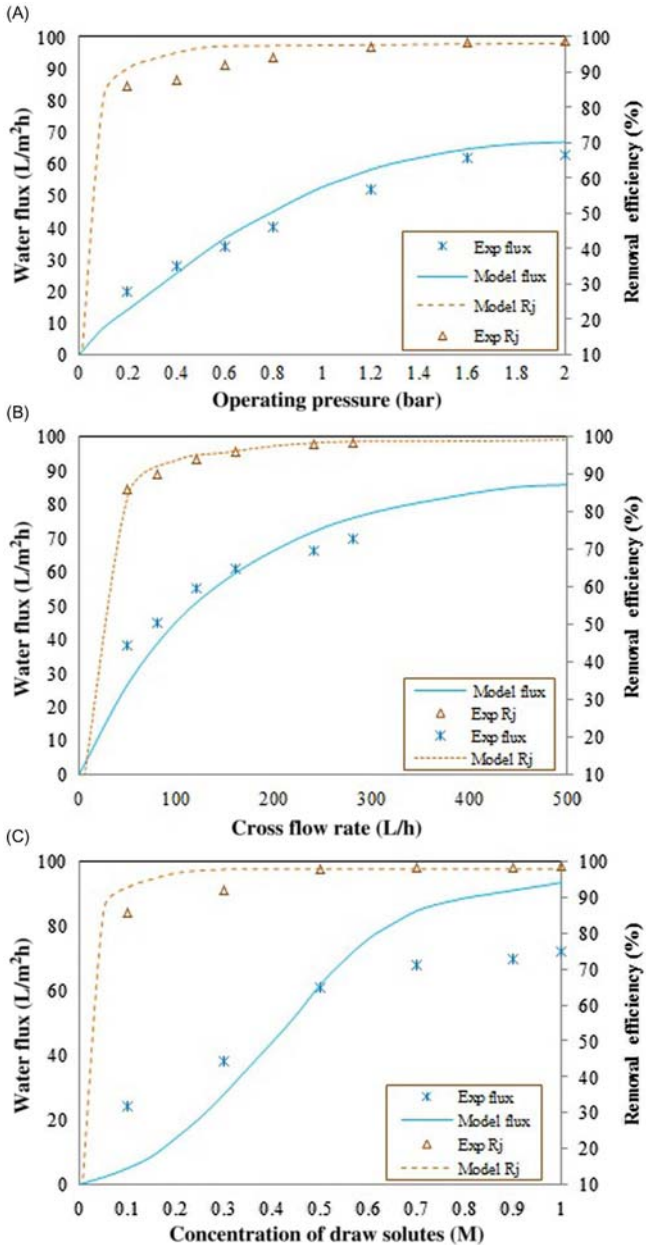 (A)
100
90
80
70
60
50
40
30
20
10
0
Water flux (L/m²h)
100
90
80
70
60
50
40
30
20
10
Removal efficiency (%)
Exp flux
Model flux
Model Rj
Exp Rj
0 0.2 0.4 0.6 0.8 1 1.2 1.4 1.6 1.8 2
Operating pressure (bar)
(B)
100
90
80
70
60
50
40
30
20
10
0
Water flux (L/m²h)
100
90
80
70
60
50
40
30
20
10
Removal efficiency (%)
Model flux
Exp Rj
Exp flux
Model Rj
0 100 200 300 400 500
Cross flow rate (L/h)
(C)
100
80
60
40
20
0
Water flux (L/m²h)
100
90
80
70
60
50
40
30
20
10
Removal efficiency (%)
Exp flux
Model flux
Exp Rj
Model Rj
0 0.1 0.2 0.3 0.4 0.5 0.6 0.7 0.8 0.9 1
Concentration of draw solutes (M)